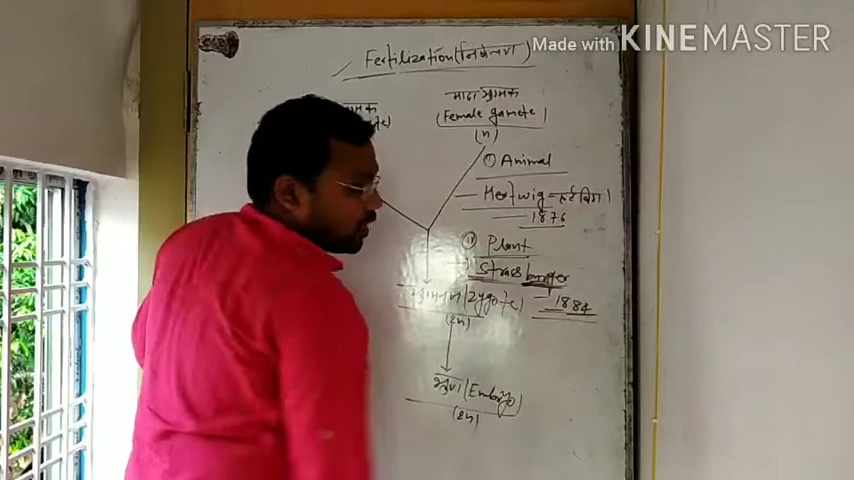 Made with KINEMASTER
Fertilization (निषेचन)
मादा युग्मक
(Female gamete)
(n)
① Animal
- Hertwig = हर्टविग
1876
② Plant
Strasburger
- 1884
युग्मनज (Zygote)
(2n)
भ्रूण (Embryo)
(2n)